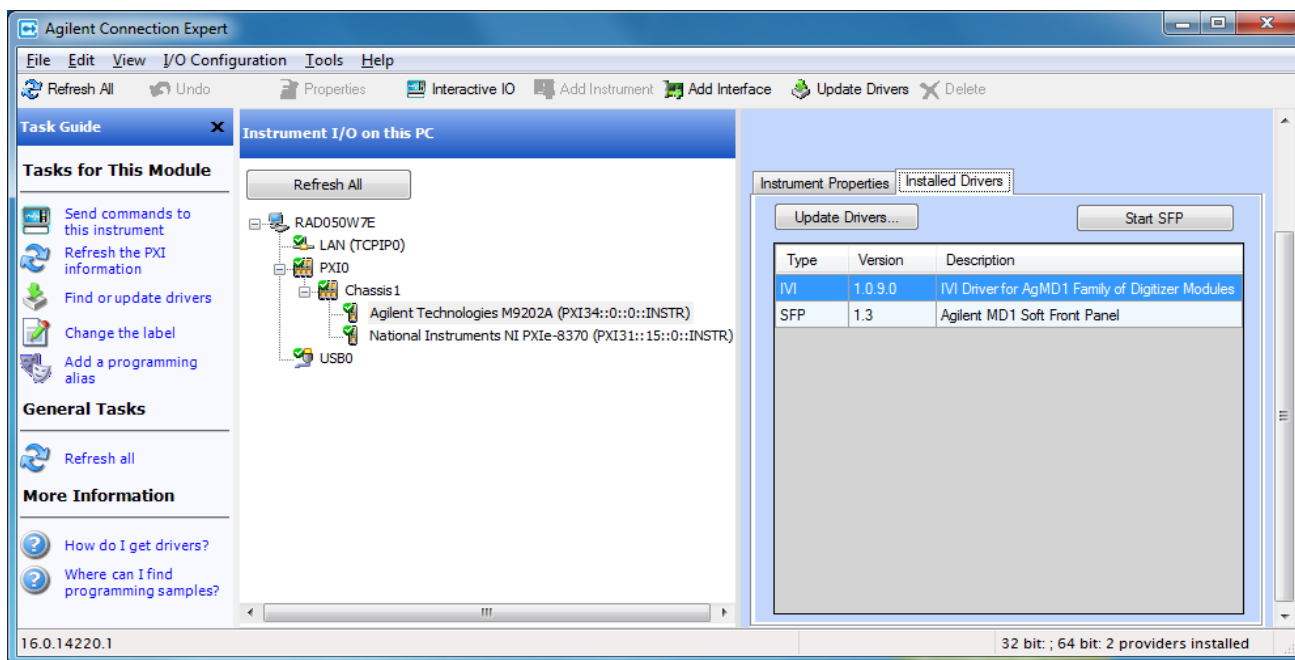 Agilent Connection Expert
File Edit View I/O Configuration Tools Help
Refresh All Undo Properties Interactive IO Add Instrument Add Interface Update Drivers Delete
Task Guide
Tasks for This Module
Send commands to
this instrument
Refresh the PXI
information
Find or update drivers
Change the label
Add a programming
alias
General Tasks
Refresh all
More Information
How do I get drivers?
Where can I find
programming samples?
Instrument I/O on this PC
Refresh All
RAD050W7E
LAN (TCPIP0)
PXI0
Chassis1
Agilent Technologies M9202A (PXI34::0::0::INSTR)
National Instruments NI PXIe-8370 (PXI31::15::0::INSTR)
USB0
Instrument Properties Installed Drivers
Update Drivers... Start SFP
Type Version Description
IVI 1.0.9.0 IVI Driver for AgMD1 Family of Digitizer Modules
SFP 1.3 Agilent MD1 Soft Front Panel
16.0.14220.1 32 bit: ; 64 bit: 2 providers installed